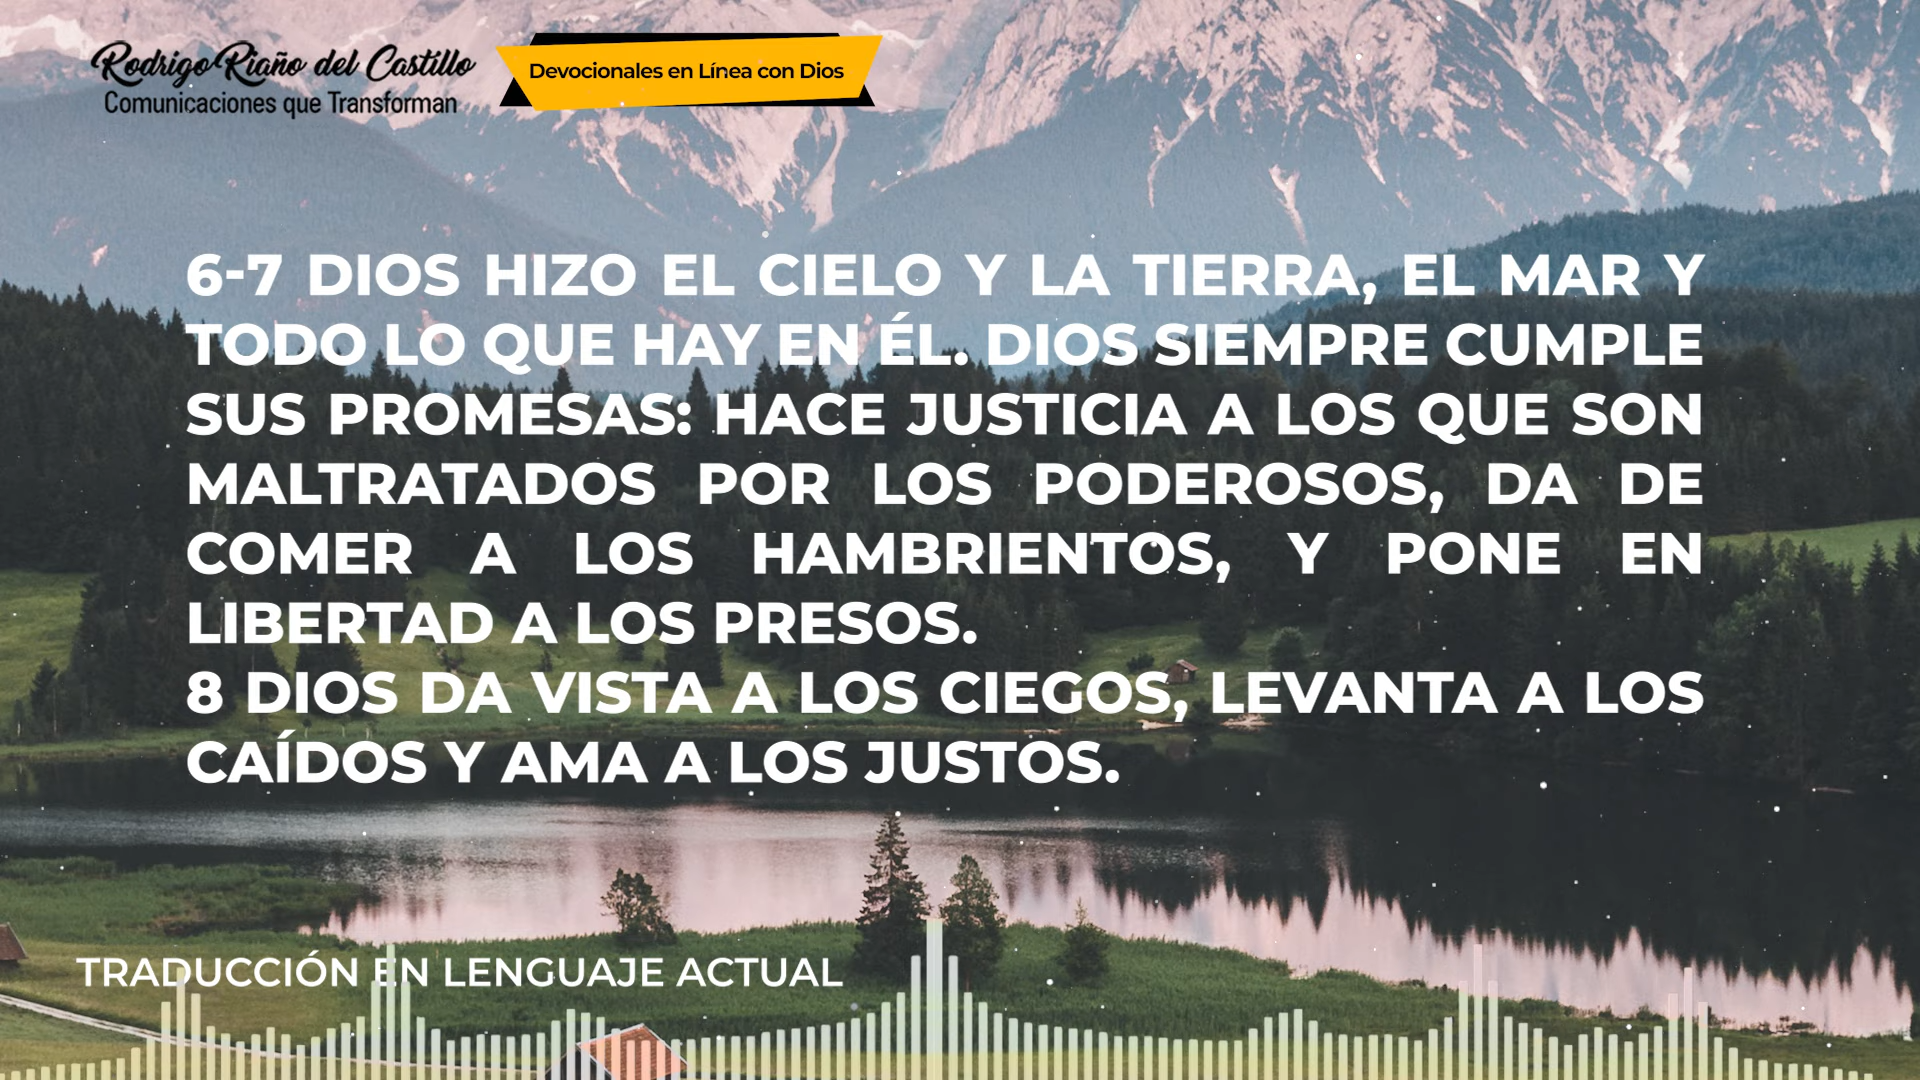 Rodrigo Riaño del Castillo
Comunicaciones que Transforman
Devocionales en Línea con Dios
6-7 DIOS HIZO EL CIELO Y LA TIERRA, EL MAR Y
TODO LO QUE HAY EN ÉL. DIOS SIEMPRE CUMPLE
SUS PROMESAS: HACE JUSTICIA A LOS QUE SON
MALTRATADOS POR LOS PODEROSOS, DA DE
COMER A LOS HAMBRIENTOS, Y PONE EN
LIBERTAD A LOS PRESOS.
8 DIOS DA VISTA A LOS CIEGOS, LEVANTA A LOS
CAÍDOS Y AMA A LOS JUSTOS.
TRADUCCIÓN EN LENGUAJE ACTUAL